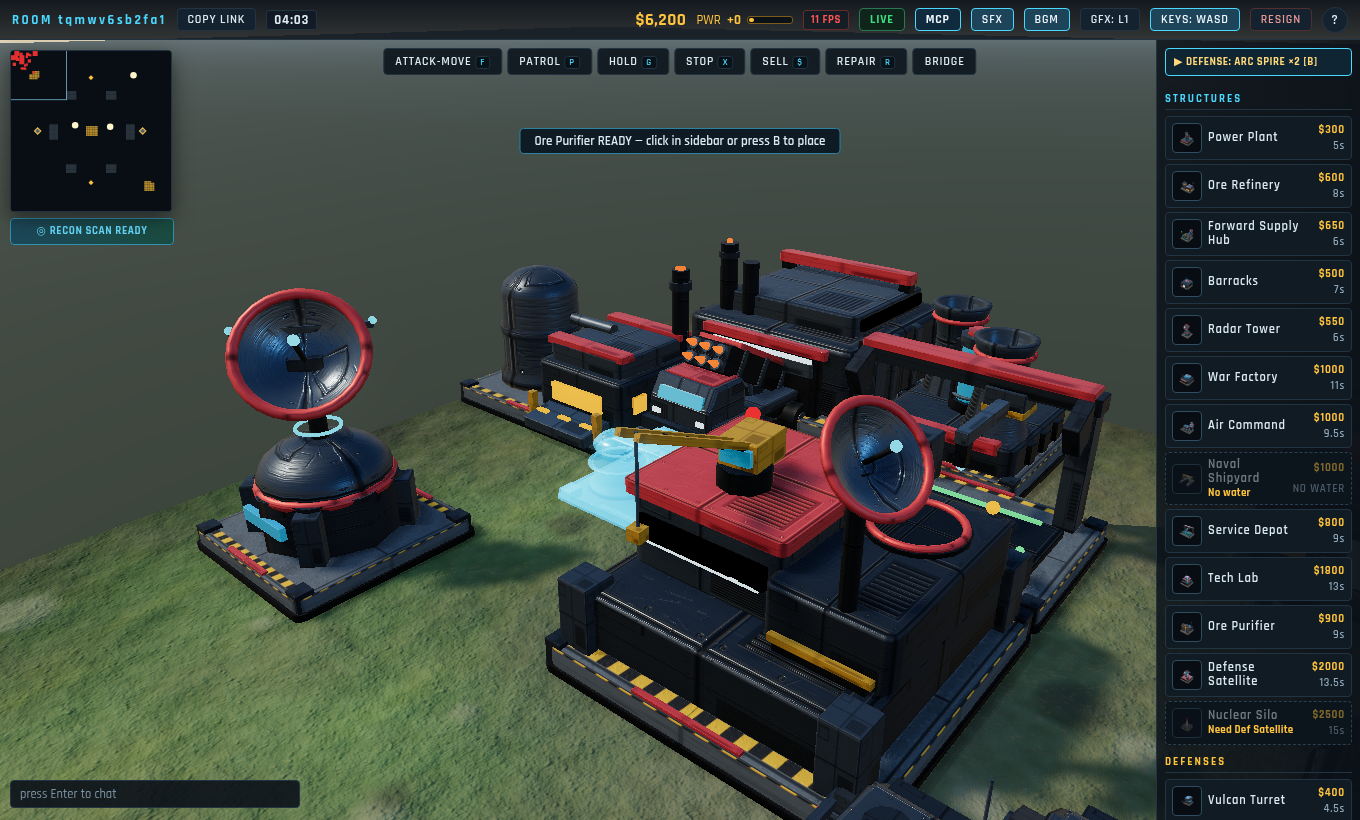 ROOM tqmwv6sb2fa1
COPY LINK
04:03
$6,200
PWR +0
11 FPS
LIVE
MCP
SFX
BGM
GFX: L1
KEYS: WASD
RESIGN
?
ATTACK-MOVE F
PATROL P
HOLD G
STOP X
SELL $
REPAIR R
BRIDGE
Ore Purifier READY — click in sidebar or press B to place
◎ RECON SCAN READY
▶ DEFENSE: ARC SPIRE ×2 [B]
STRUCTURES
Power Plant $300
5s
Ore Refinery $600
8s
Forward Supply Hub $650
6s
Barracks $500
7s
Radar Tower $550
6s
War Factory $1000
11s
Air Command $1000
9.5s
Naval Shipyard $1000
No water NO WATER
Service Depot $800
9s
Tech Lab $1800
13s
Ore Purifier $900
9s
Defense Satellite $2000
13.5s
Nuclear Silo $2500
Need Def Satellite 15s
DEFENSES
Vulcan Turret $400
4.5s
press Enter to chat